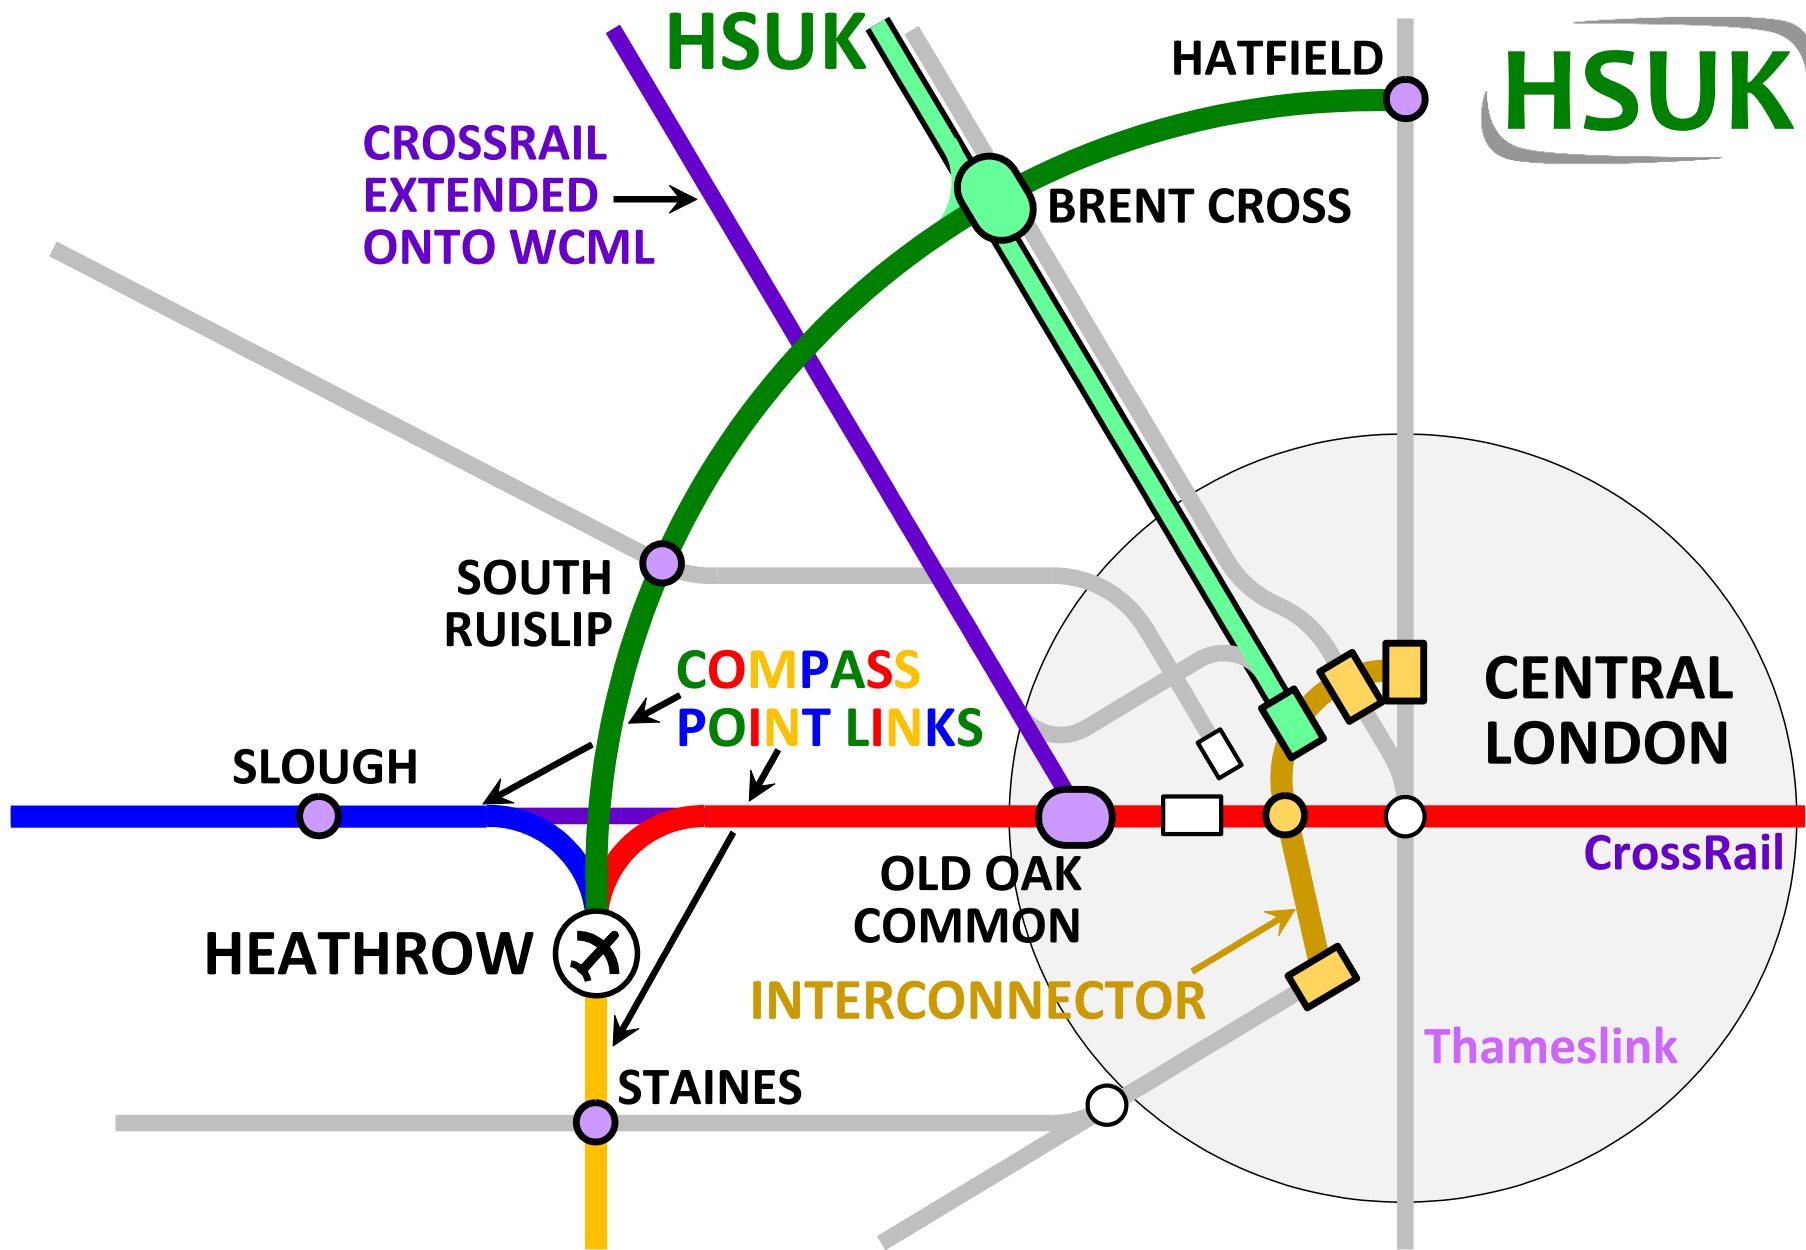 HSUK
HATFIELD
HSUK
CROSSRAIL
EXTENDED
ONTO WCML
BRENT CROSS
SOUTH
RUISLIP
COMPASS
POINT LINKS
CENTRAL
LONDON
SLOUGH
CrossRail
OLD OAK
COMMON
HEATHROW
INTERCONNECTOR
Thameslink
STAINES